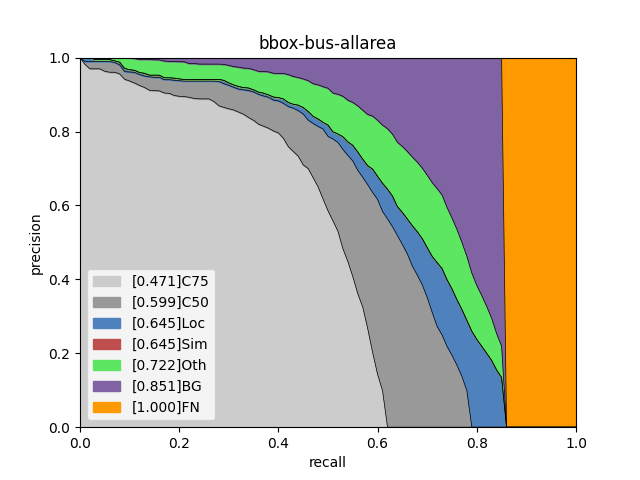 bbox-bus-allarea
precision
1.0
0.8
0.6
0.4
0.2
0.0
[0.471]C75
[0.599]C50
[0.645]Loc
[0.645]Sim
[0.722]Oth
[0.851]BG
[1.000]FN
0.0 0.2 0.4 0.6 0.8 1.0
recall